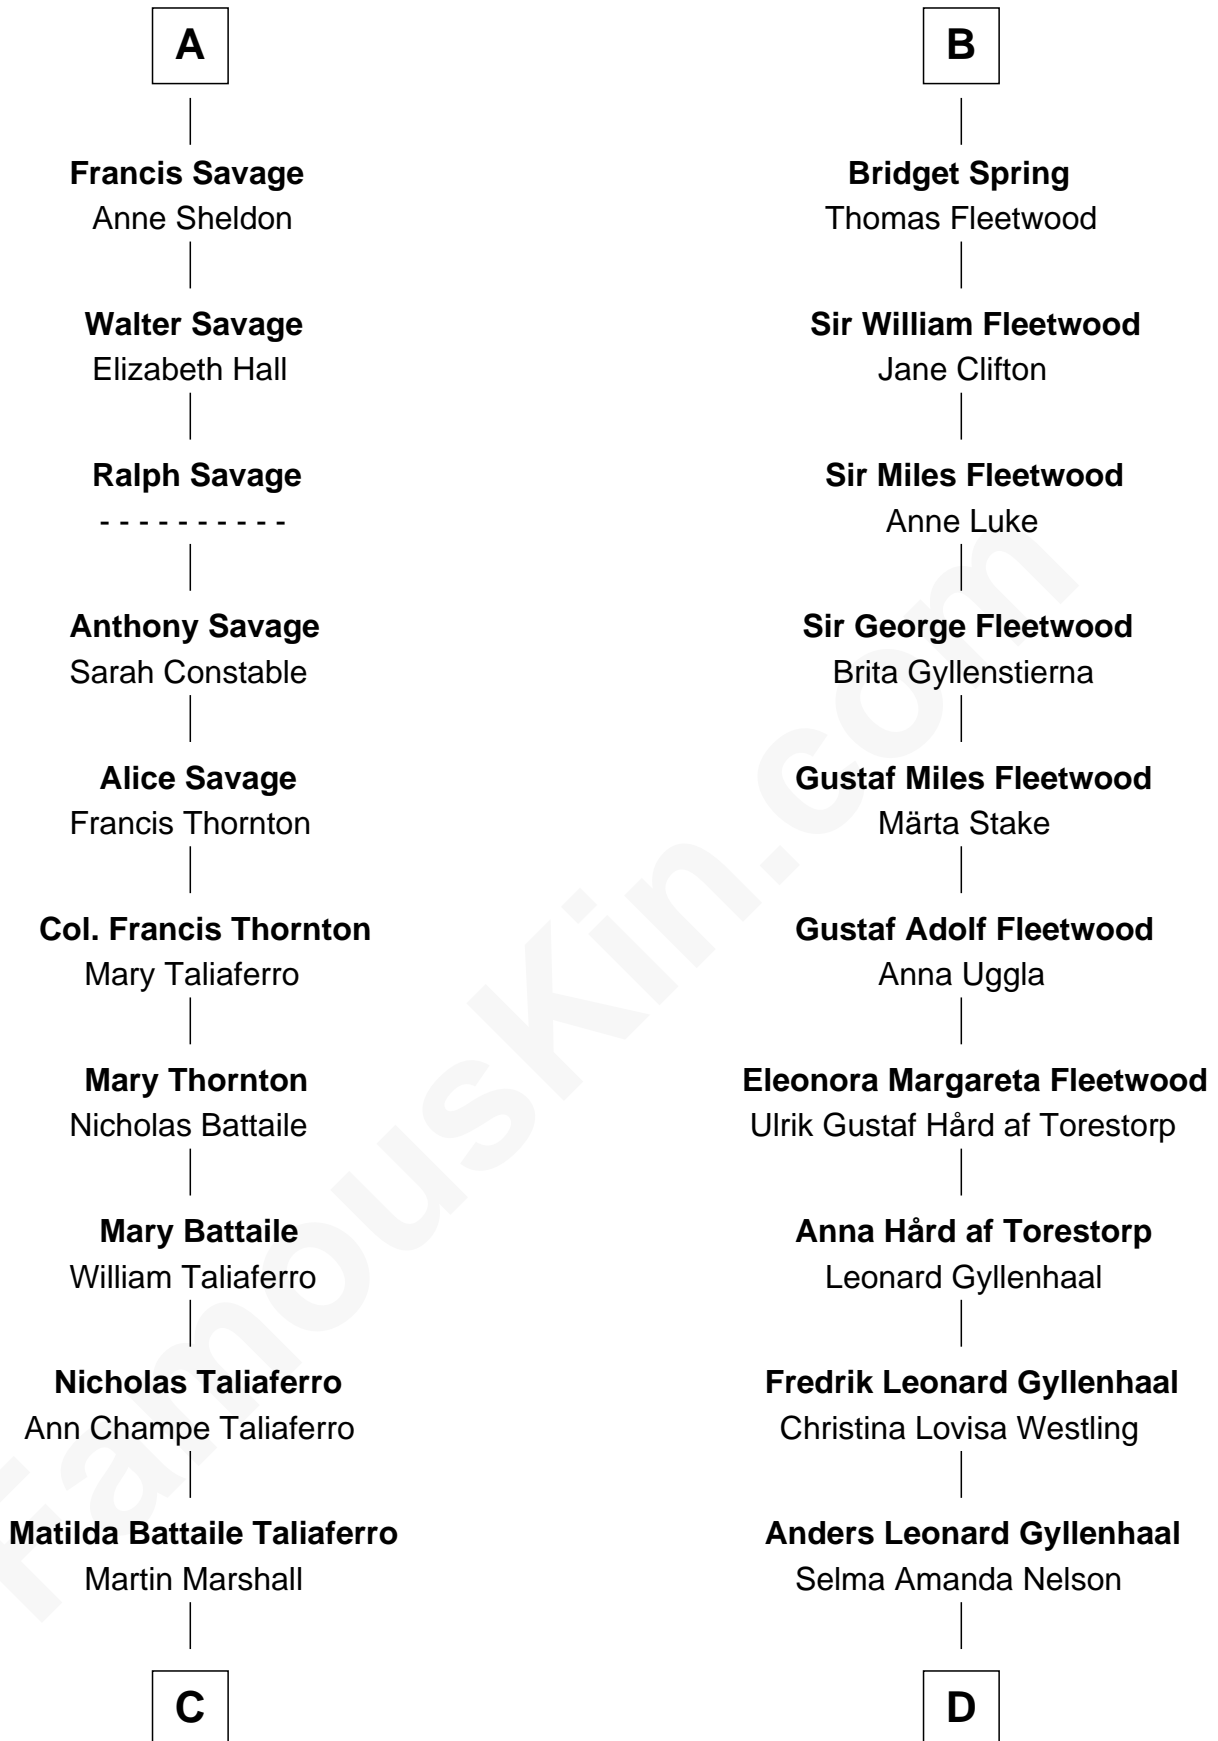 A
Francis Savage
Anne Sheldon
Walter Savage
Elizabeth Hall
Ralph Savage
- - - - - - - - - -
Anthony Savage
Sarah Constable
Alice Savage
Francis Thornton
Col. Francis Thornton
Mary Taliaferro
Mary Thornton
Nicholas Battaile
Mary Battaile
William Taliaferro
Nicholas Taliaferro
Ann Champe Taliaferro
Matilda Battaile Taliaferro
Martin Marshall
C
B
Bridget Spring
Thomas Fleetwood
Sir William Fleetwood
Jane Clifton
Sir Miles Fleetwood
Anne Luke
Sir George Fleetwood
Brita Gyllenstierna
Gustaf Miles Fleetwood
Märta Stake
Gustaf Adolf Fleetwood
Anna Uggla
Eleonora Margareta Fleetwood
Ulrik Gustaf Hård af Torestorp
Anna Hård af Torestorp
Leonard Gyllenhaal
Fredrik Leonard Gyllenhaal
Christina Lovisa Westling
Anders Leonard Gyllenhaal
Selma Amanda Nelson
D
FamousKin.com